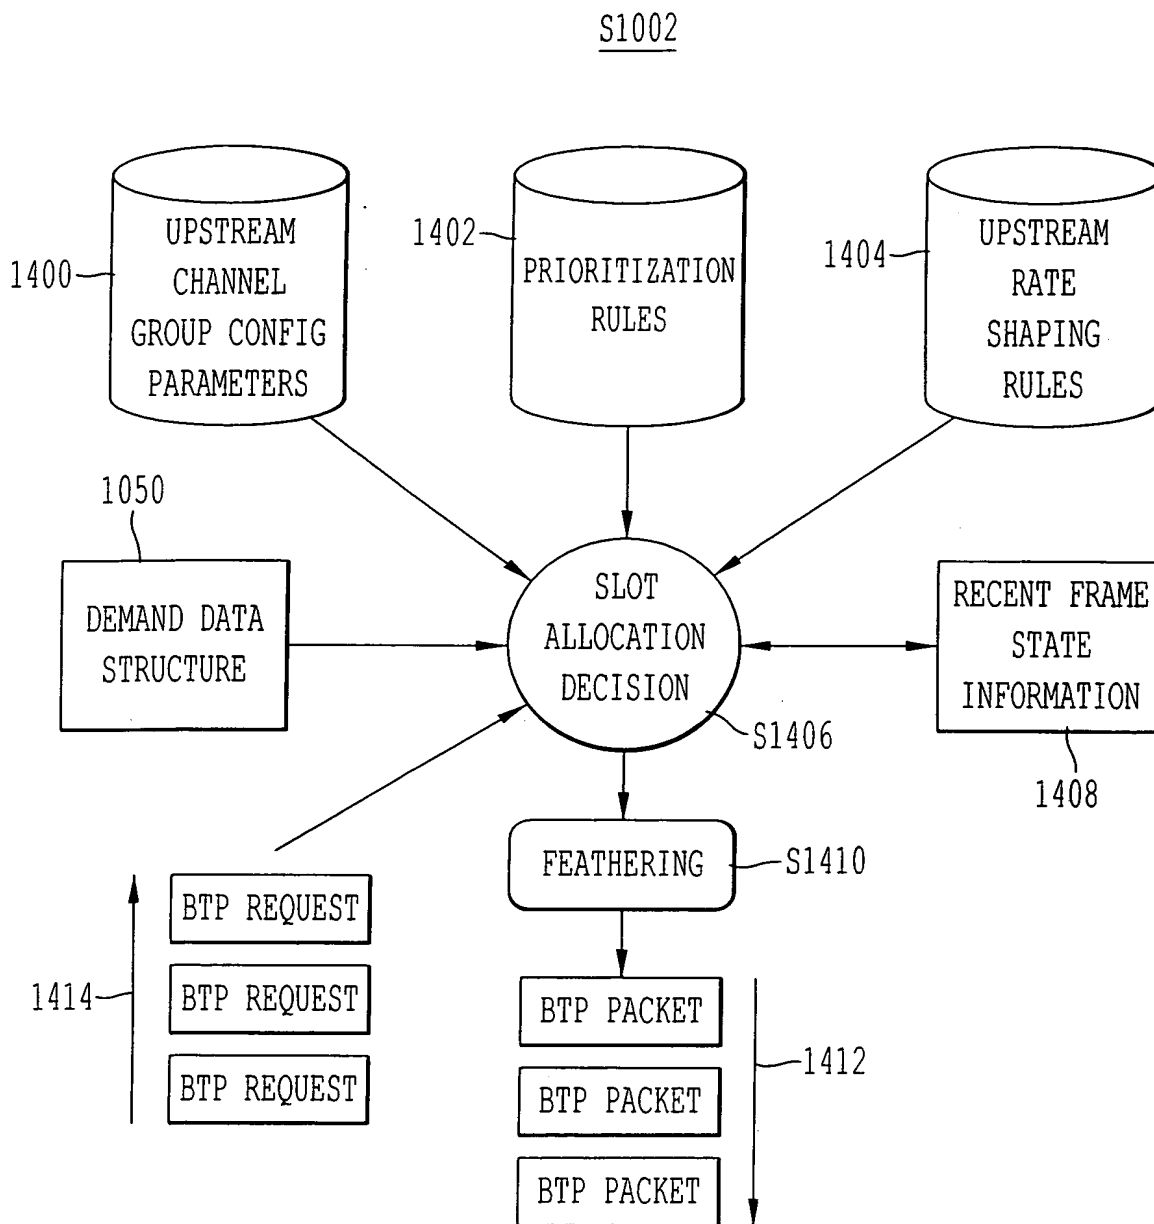 S1002
UPSTREAM
CHANNEL
GROUP CONFIG
PARAMETERS
1400
1402
PRIORITIZATION
RULES
1404
UPSTREAM
RATE
SHAPING
RULES
1050
DEMAND DATA
STRUCTURE
SLOT
ALLOCATION
DECISION
S1406
RECENT FRAME
STATE
INFORMATION
1408
FEATHERING
S1410
1414
BTP REQUEST
BTP REQUEST
BTP REQUEST
BTP PACKET
BTP PACKET
BTP PACKET
1412